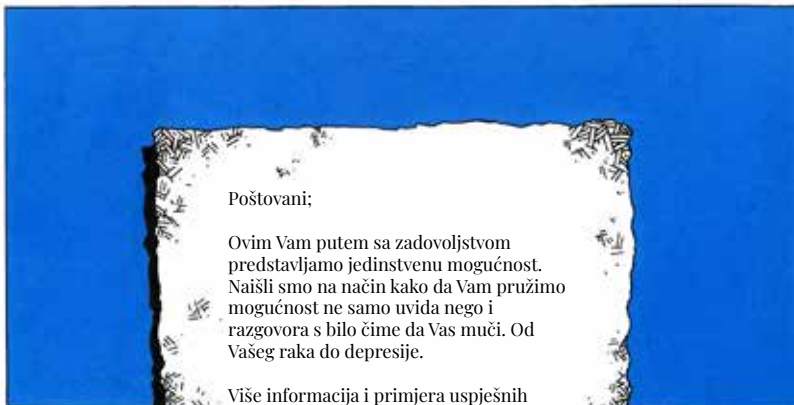 Poštovani;
Ovim Vam putem sa zadovoljstvom
predstavljamo jedinstvenu mogućnost.
Naišli smo na način kako da Vam pružimo
mogućnost ne samo uvida nego i
razgovora s bilo čime da Vas muči. Od
Vašeg raka do depresije.
Više informacija i primjera uspješnih